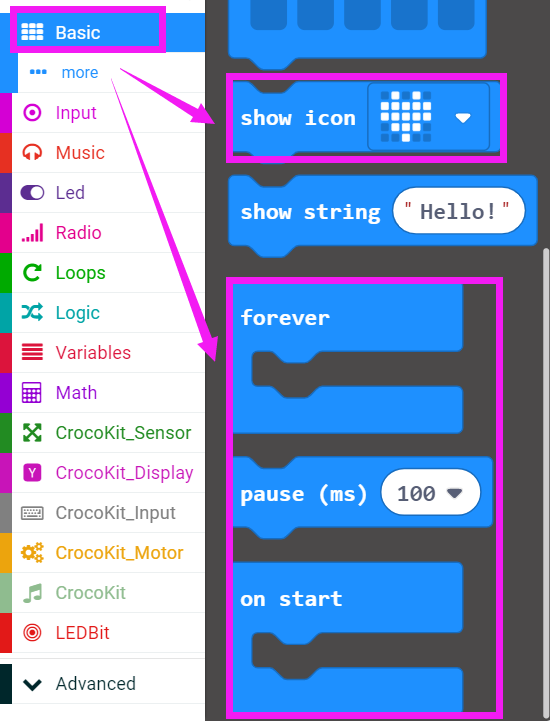 Basic
more
Input
Music
Led
Radio
Loops
Logic
Variables
Math
CrocoKit_Sensor
CrocoKit_Display
CrocoKit_Input
CrocoKit_Motor
CrocoKit
LEDBit
Advanced
show icon
show string "Hello!"
forever
pause (ms) 100
on start